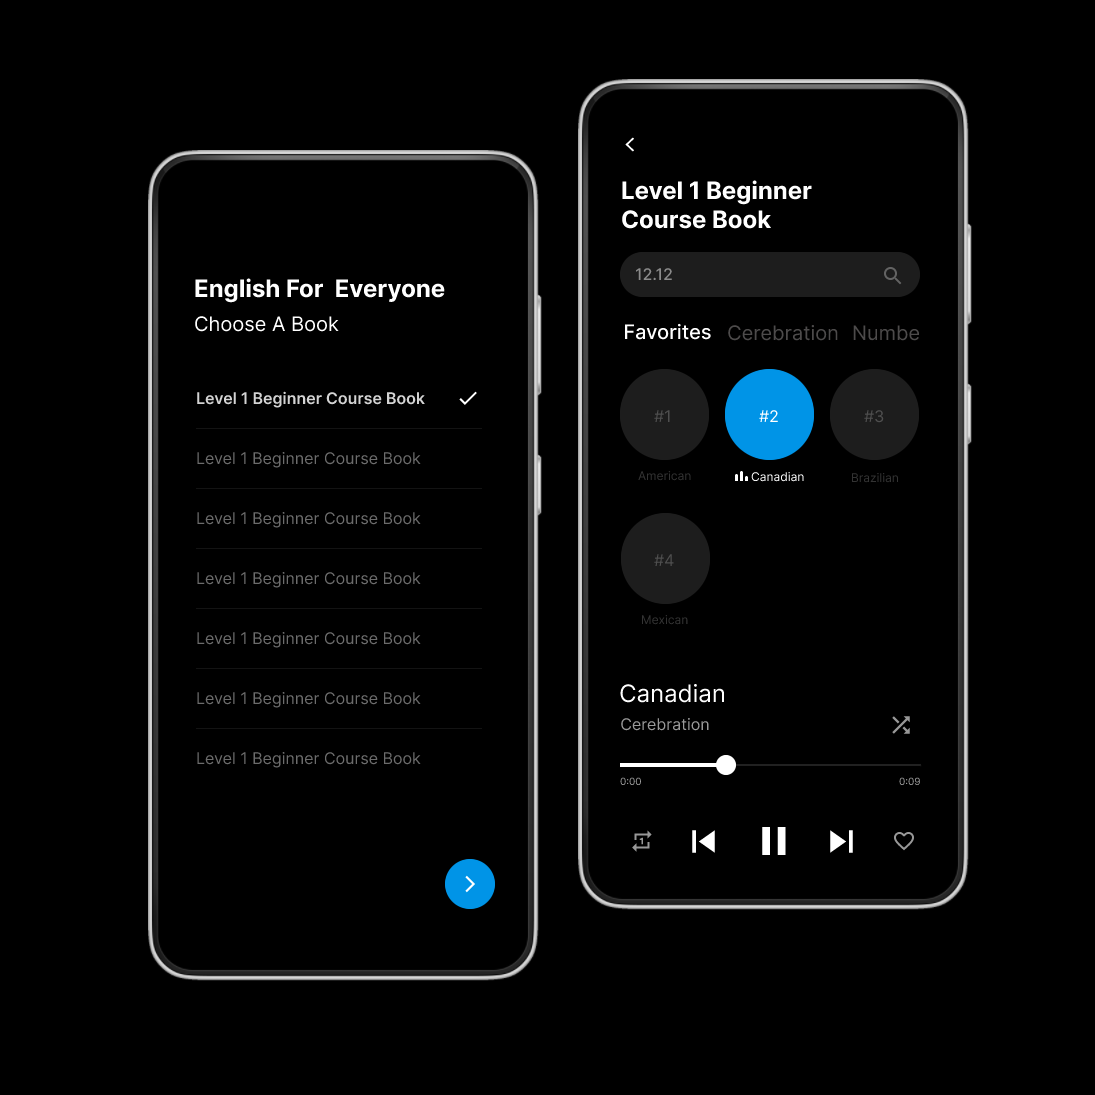 English For  Everyone
Choose A Book
Level 1 Beginner Course Book
Level 1 Beginner Course Book
Level 1 Beginner Course Book
Level 1 Beginner Course Book
Level 1 Beginner Course Book
Level 1 Beginner Course Book
Level 1 Beginner Course Book
Level 1 Beginner
Course Book
12.12
Favorites Cerebration Numbe
#1 #2 #3
American Canadian Brazilian
#4
Mexican
Canadian
Cerebration
0:00 0:09
1